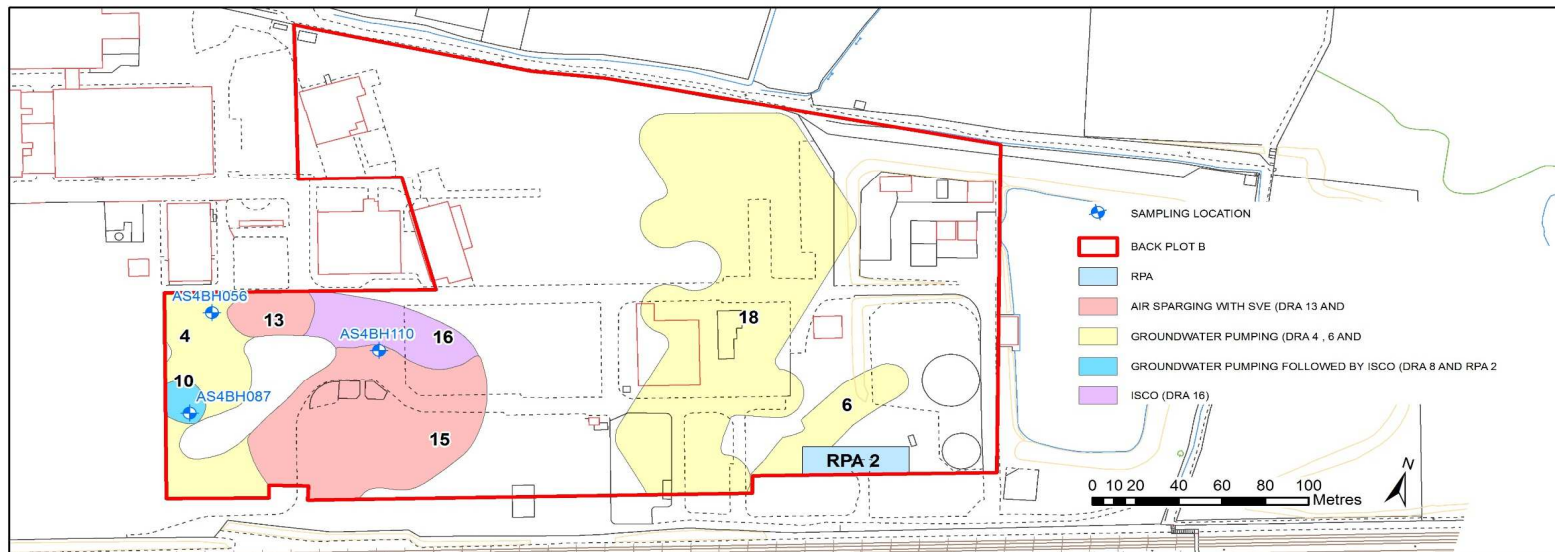 AS4BH056
4
13
AS4BH110
16
10
AS4BH087
15
18
6
RPA 2
SAMPLING LOCATION
BACK PLOT B
RPA
AIR SPARGING WITH SVE (DRA 13 AND
GROUNDWATER PUMPING (DRA 4 , 6 AND
GROUNDWATER PUMPING FOLLOWED BY ISCO (DRA 8 AND RPA 2
ISCO (DRA 16)
N
0 10 20 40 60 80 100
Metres